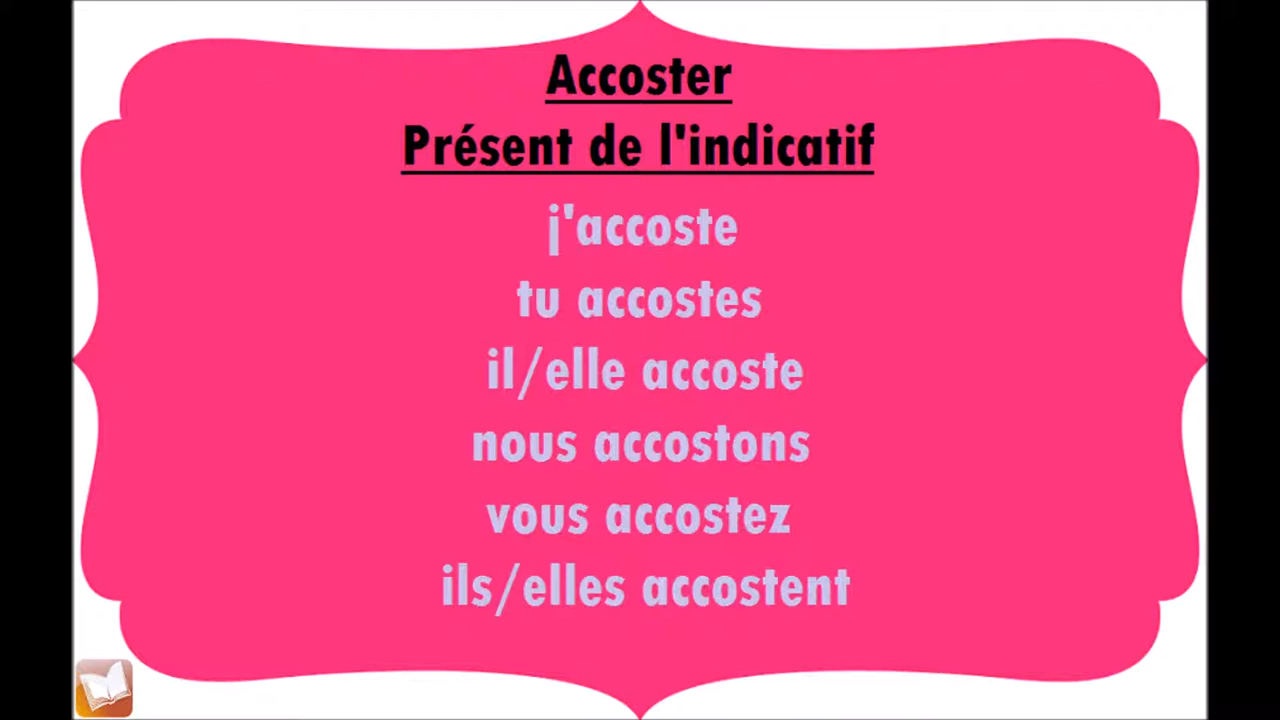 Accoster
Présent de l'indicatif
j'accoste
tu accostes
il/elle accoste
nous accostons
vous accostez
ils/elles accostent